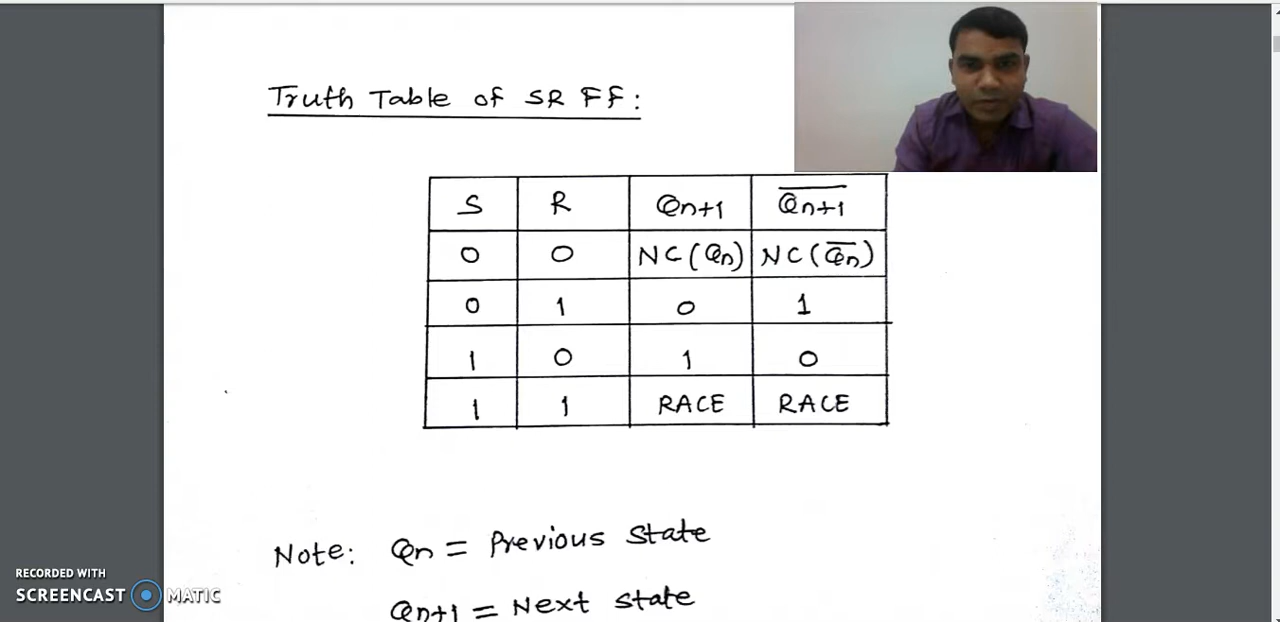 Truth Table of SR FF:
S R Qn+1 Q̅n+1
0 0 NC(Qn) NC(Q̅n)
0 1 0 1
1 0 1 0
1 1 RACE RACE
Note: Qn = Previous state
Qn+1 = Next state
RECORDED WITH
SCREENCAST MATIC